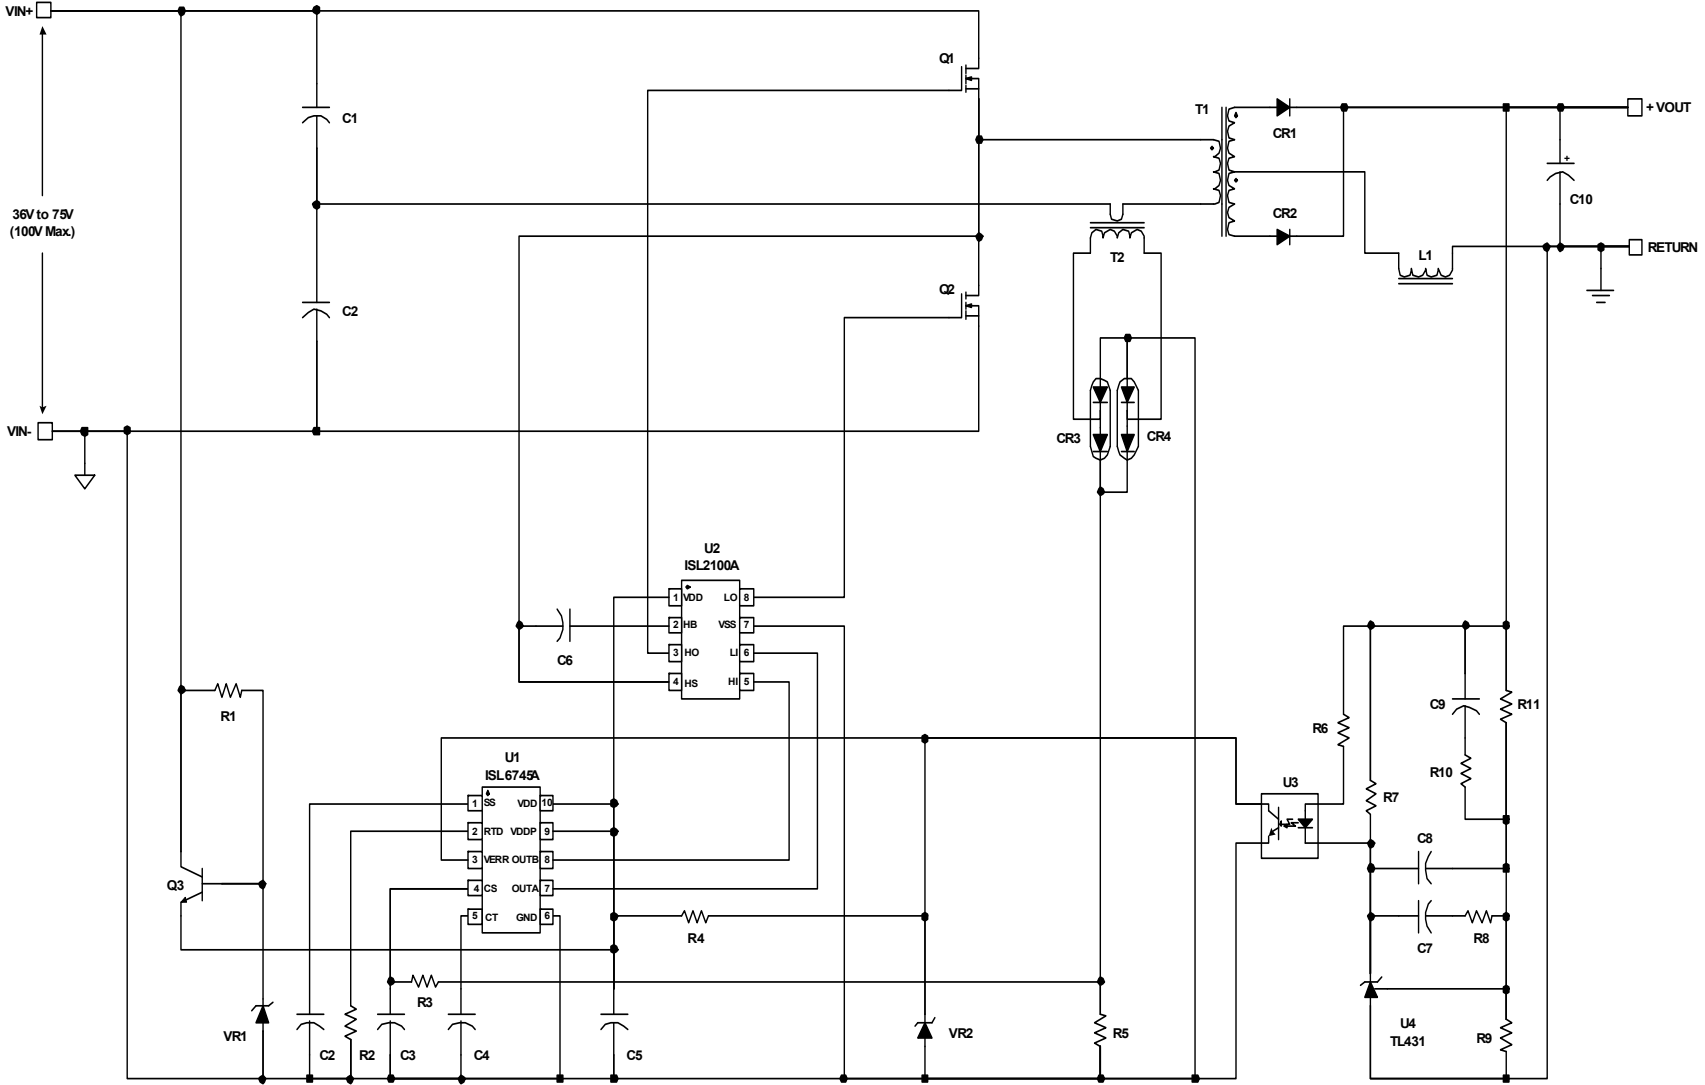 VIN+
Q1
T1
CR1
+ VOUT
C1
C10
36V to 75V
(100V Max.)
CR2
T2
L1
RETURN
Q2
C2
VIN-
CR3
CR4
U2
ISL2100A
1 VDD
LO 8
2 HB
VSS 7
C6
3 HO
LI 6
4 HS
HI 5
R1
C9
R11
R6
R10
U1
ISL6745A
U3
R7
1 SS
VDD 10
2 RTD
VDDP 9
3 VERR
OUTB 8
C8
4 CS
OUTA 7
Q3
5 CT
GND 6
R4
C7
R8
R3
U4
TL431
VR1
C2
R2
C3
C4
C5
VR2
R5
R9